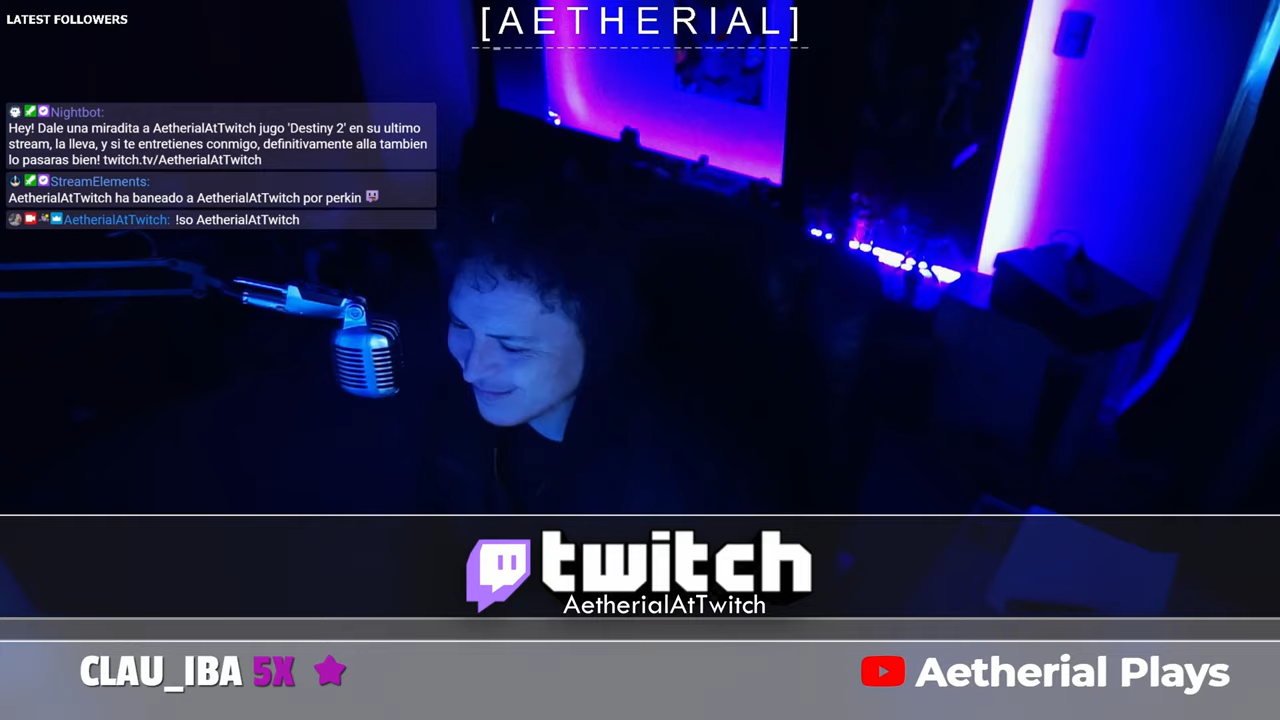 LATEST FOLLOWERS
[AETHERIAL]
Nightbot:
Hey! Dale una miradita a AetherialAtTwitch jugo 'Destiny 2' en su ultimo
stream, la lleva, y si te entretienes conmigo, definitivamente alla tambien
lo pasaras bien! twitch.tv/AetherialAtTwitch
StreamElements:
AetherialAtTwitch ha baneado a AetherialAtTwitch por perkin
AetherialAtTwitch: !so AetherialAtTwitch
twitch
AetherialAtTwitch
CLAU_IBA 5X
Aetherial Plays